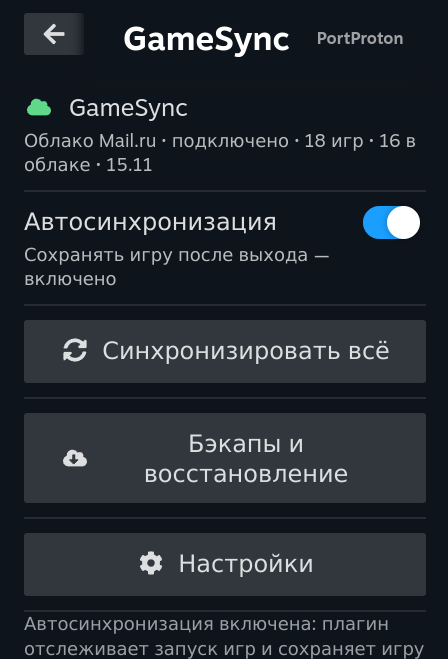 GameSync PortProton
GameSync
Облако Mail.ru · подключено · 18 игр · 16 в
облаке · 15.11
Автосинхронизация
Сохранять игру после выхода —
включено
Синхронизировать всё
Бэкапы и
восстановление
Настройки
Автосинхронизация включена: плагин
отслеживает запуск игр и сохраняет игру